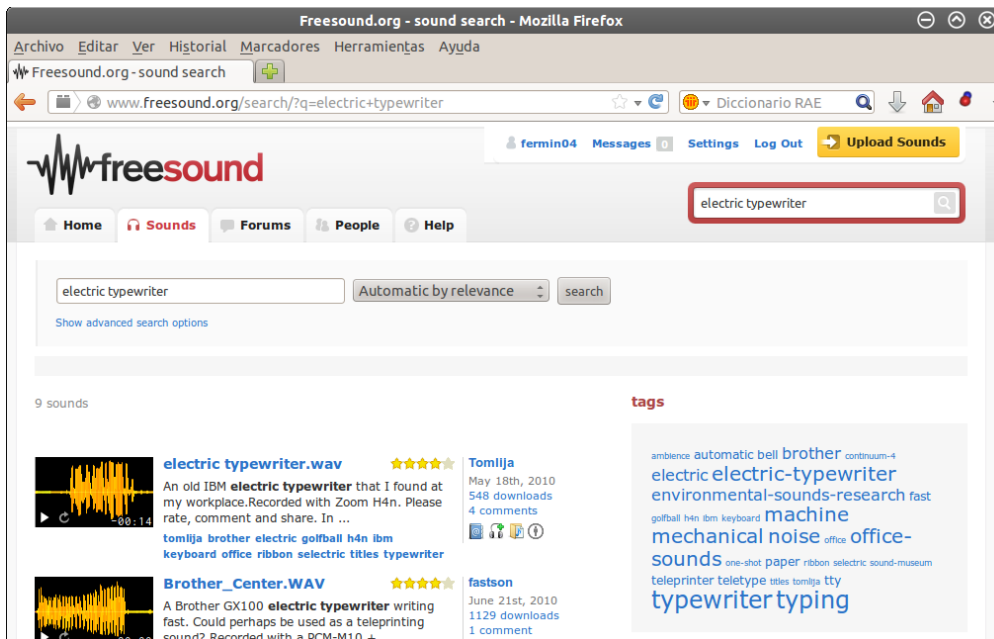 Freesound.org - sound search - Mozilla Firefox
Archivo Editar Ver Historial Marcadores Herramientas Ayuda
Freesound.org - sound search
www.freesound.org/search/?q=electric+typewriter
Diccionario RAE
freesound
fermin04 Messages 0 Settings Log Out Upload Sounds
electric typewriter
Home Sounds Forums People Help
electric typewriter Automatic by relevance search
Show advanced search options
9 sounds
tags
electric typewriter.wav
An old IBM electric typewriter that I found at
my workplace.Recorded with Zoom H4n. Please
rate, comment and share. In ...
tomlija brother electric golfball h4n ibm
keyboard office ribbon selectric titles typewriter
-00:14
Tomlija
May 18th, 2010
548 downloads
4 comments
Brother_Center.WAV
A Brother GX100 electric typewriter writing
fast. Could perhaps be used as a teleprinting
sound? Recorded with a PCM-M10 +
fastson
June 21st, 2010
1129 downloads
1 comment
ambience automatic bell brother continuum-4
electric electric-typewriter
environmental-sounds-research fast
golfball h4n ibm keyboard machine
mechanical noise office office-
sounds one-shot paper ribbon selectric sound-museum
teleprinter teletype titles tomlija tty
typewriter typing